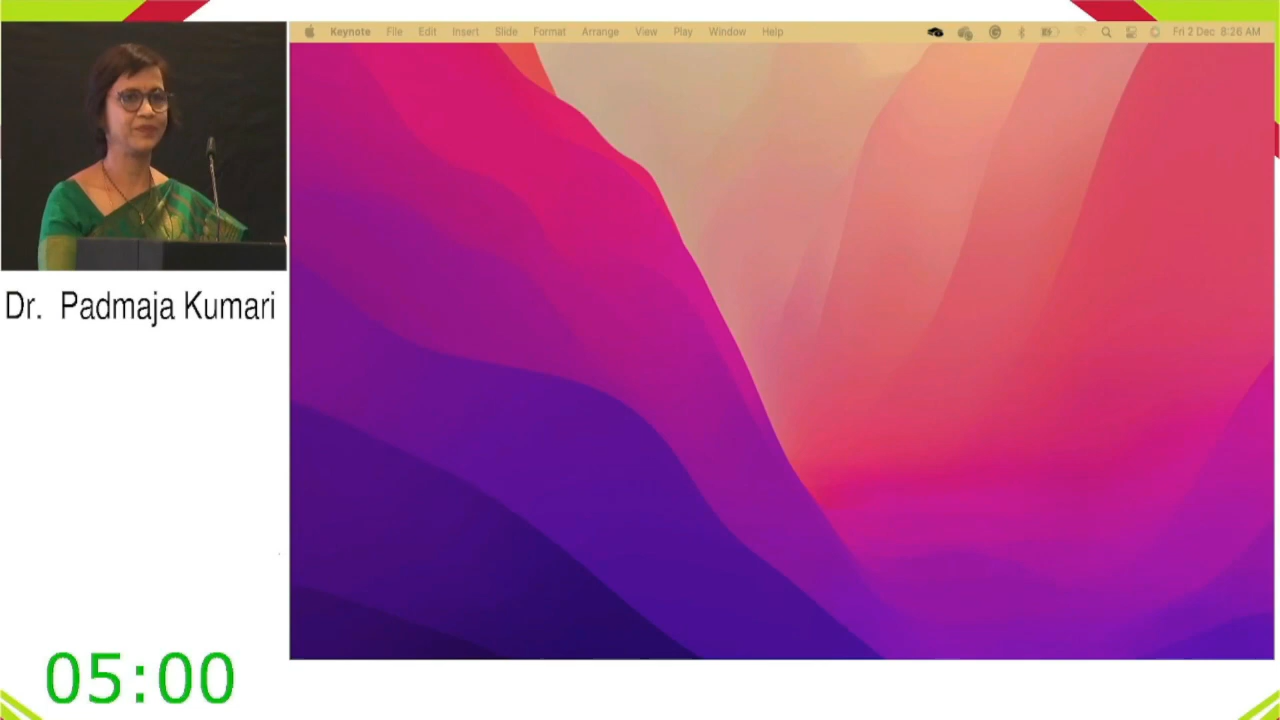 Keynote File Edit Insert Slide Format Arrange View Play Window Help Fri 2 Dec 8:26 AM
Dr. Padmaja Kumari
05:00